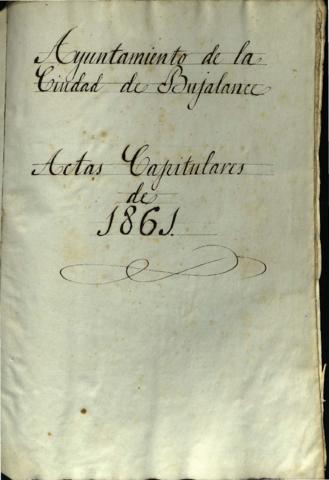 Ayuntamiento de la
Ciudad de Bujalance
Actas Capitulares
de
1861.